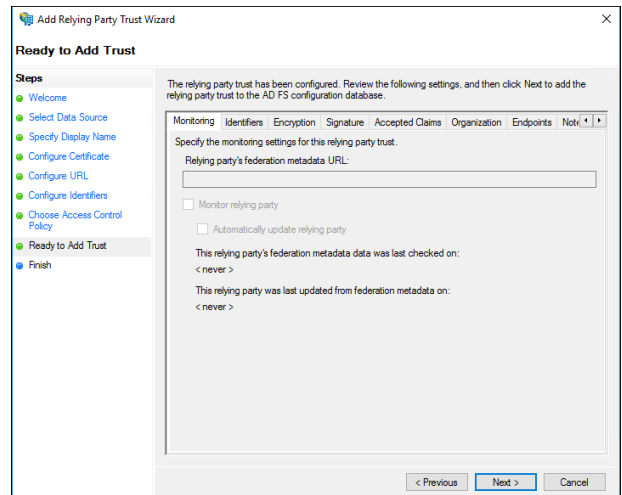 Add Relying Party Trust Wizard
Ready to Add Trust
Steps
Welcome
Select Data Source
Specify Display Name
Configure Certificate
Configure URL
Configure Identifiers
Choose Access Control
Policy
Ready to Add Trust
Finish
The relying party trust has been configured. Review the following settings, and then click Next to add the
relying party trust to the AD FS configuration database.
Monitoring Identifiers Encryption Signature Accepted Claims Organization Endpoints Note
Specify the monitoring settings for this relying party trust.
Relying party's federation metadata URL:
Monitor relying party
Automatically update relying party
This relying party's federation metadata data was last checked on:
< never >
This relying party was last updated from federation metadata on:
< never >
< Previous Next > Cancel